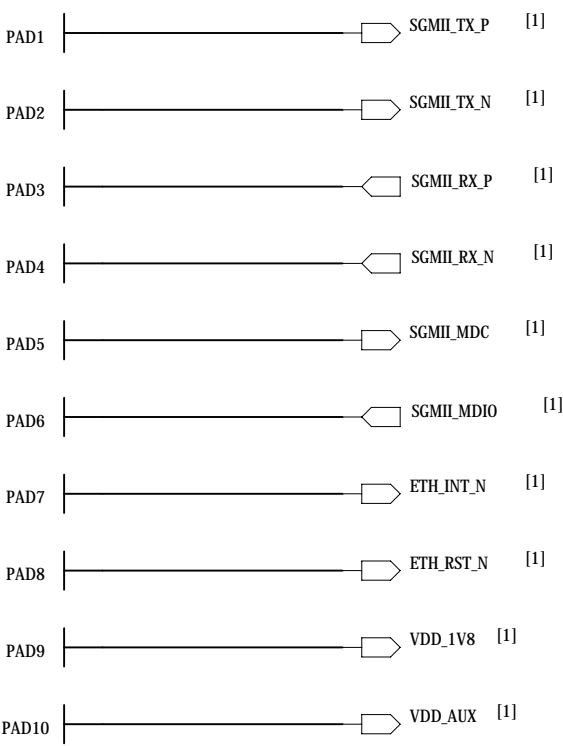 PAD1 SGMII_TX_P [1]
PAD2 SGMII_TX_N [1]
PAD3 SGMII_RX_P [1]
PAD4 SGMII_RX_N [1]
PAD5 SGMII_MDC [1]
PAD6 SGMII_MDIO [1]
PAD7 ETH_INT_N [1]
PAD8 ETH_RST_N [1]
PAD9 VDD_1V8 [1]
PAD10 VDD_AUX [1]